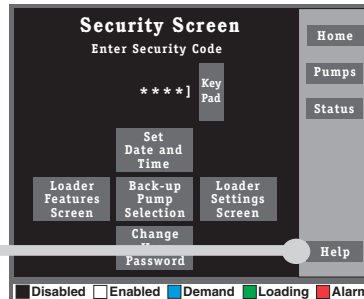 Security Screen
Enter Security Code
****]
Key
Pad
Set
Date and
Time
Loader
Features
Screen
Back-up
Pump
Selection
Loader
Settings
Screen
Change
Password
Home
Pumps
Status
Help
Disabled Enabled Demand Loading Alarm